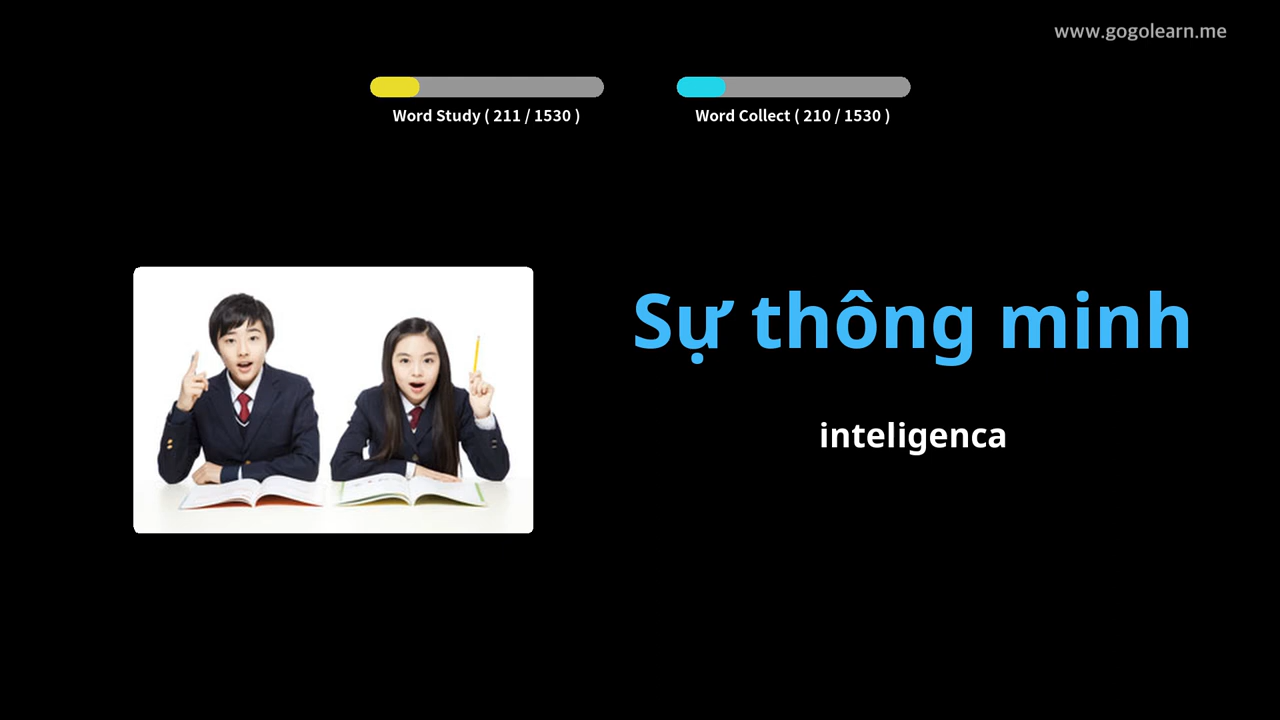 www.gogolearn.me
Word Study ( 211 / 1530 )
Word Collect ( 210 / 1530 )
Sự thông minh
inteligenca